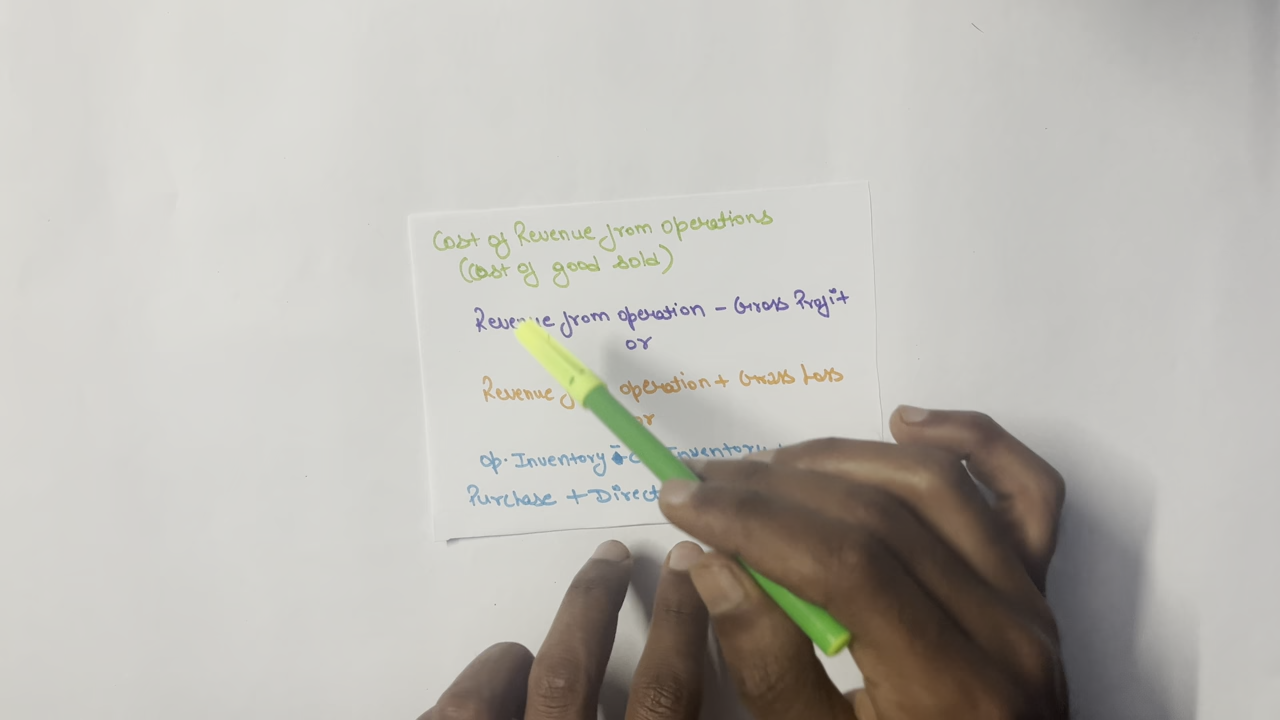 Cost of Revenue from operations
(Cost of good sold)
Revenue from operation - Gross Profit
or
Revenue operation + Gross Loss
or
op. Inventory Inventory
Purchase + Direct